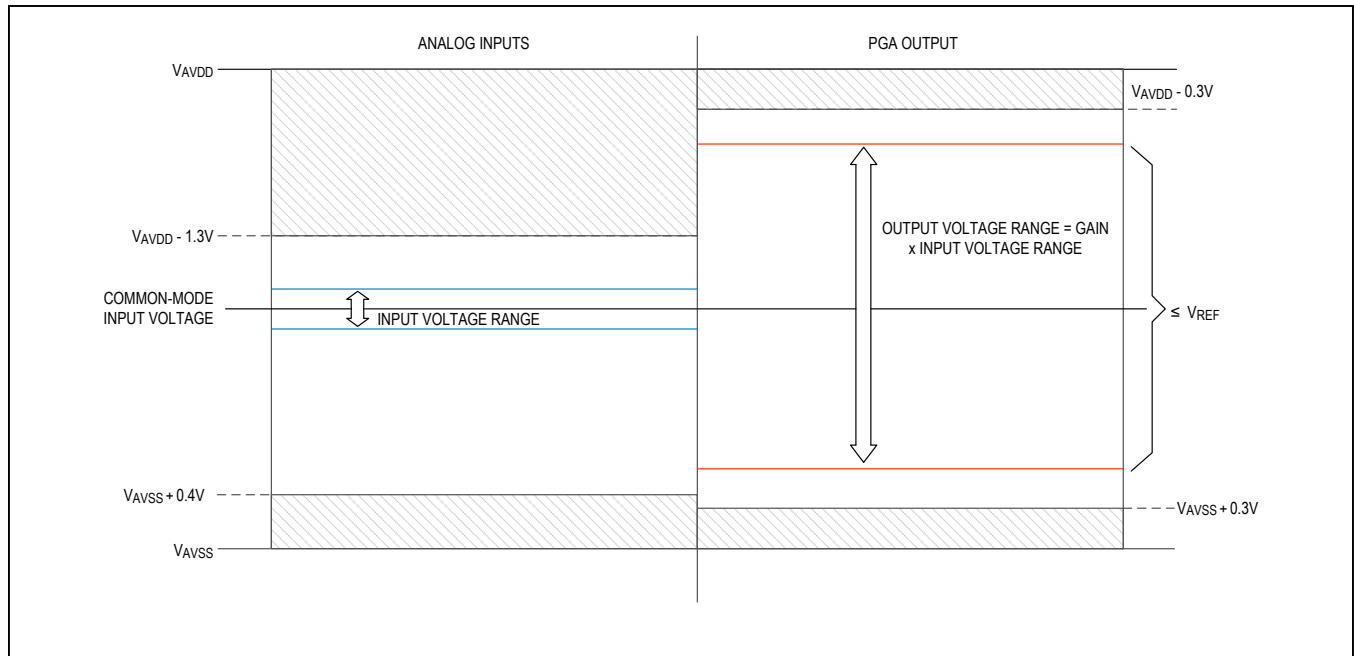 ANALOG INPUTS
PGA OUTPUT
VAVDD
VAVDD - 0.3V
VAVDD - 1.3V
OUTPUT VOLTAGE RANGE = GAIN
x INPUT VOLTAGE RANGE
COMMON-MODE
INPUT VOLTAGE
INPUT VOLTAGE RANGE
≤ VREF
VAVSS + 0.4V
VAVSS + 0.3V
VAVSS